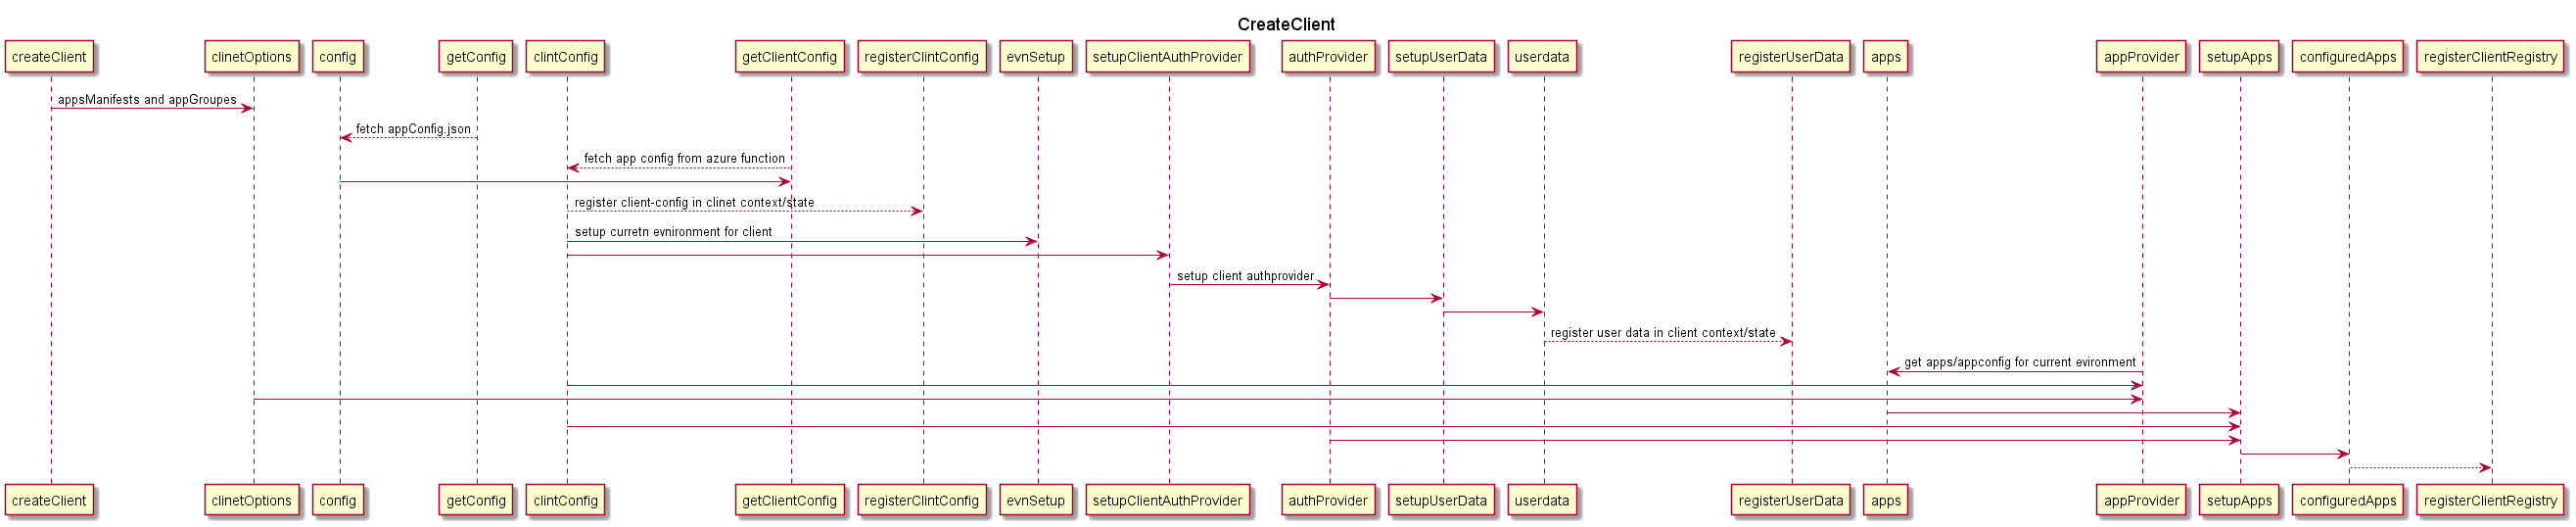 CreateClient
createClient
clinetOptions
config
getConfig
clintConfig
getClientConfig
registerClintConfig
evnSetup
setupClientAuthProvider
authProvider
setupUserData
userdata
registerUserData
apps
appProvider
setupApps
configuredApps
registerClientRegistry
appsManifests and appGroupes
fetch appConfig.json
fetch app config from azure function
register client-config in clinet context/state
setup curretn evnironment for client
setup client authprovider
register user data in client context/state
get apps/appconfig for current evironment
createClient
clinetOptions
config
getConfig
clintConfig
getClientConfig
registerClintConfig
evnSetup
setupClientAuthProvider
authProvider
setupUserData
userdata
registerUserData
apps
appProvider
setupApps
configuredApps
registerClientRegistry